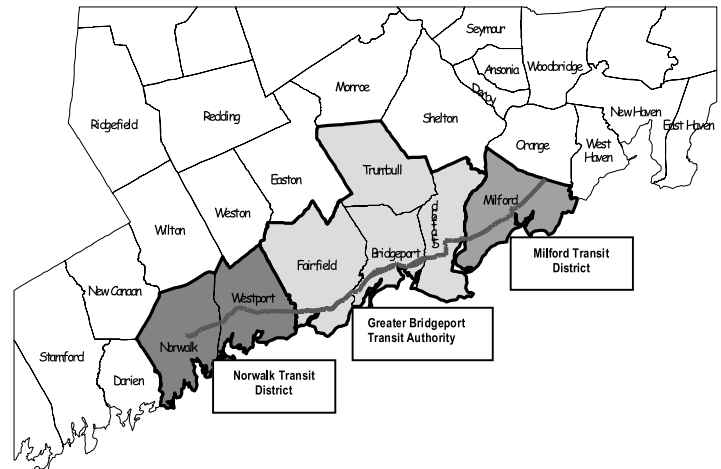 Seymour
Ansonia
Woodbridge
Derby
Monroe
Shelton
New Haven
East Haven
Ridgefield
Redding
Orange
West
Haven
Trumbull
Easton
Milford
Weston
Wilton
Bridgeport
Fairfield
Milford Transit
District
New Canaan
Westport
Greater Bridgeport
Transit Authority
Norwalk
Stamford
Darien
Norwalk Transit
District